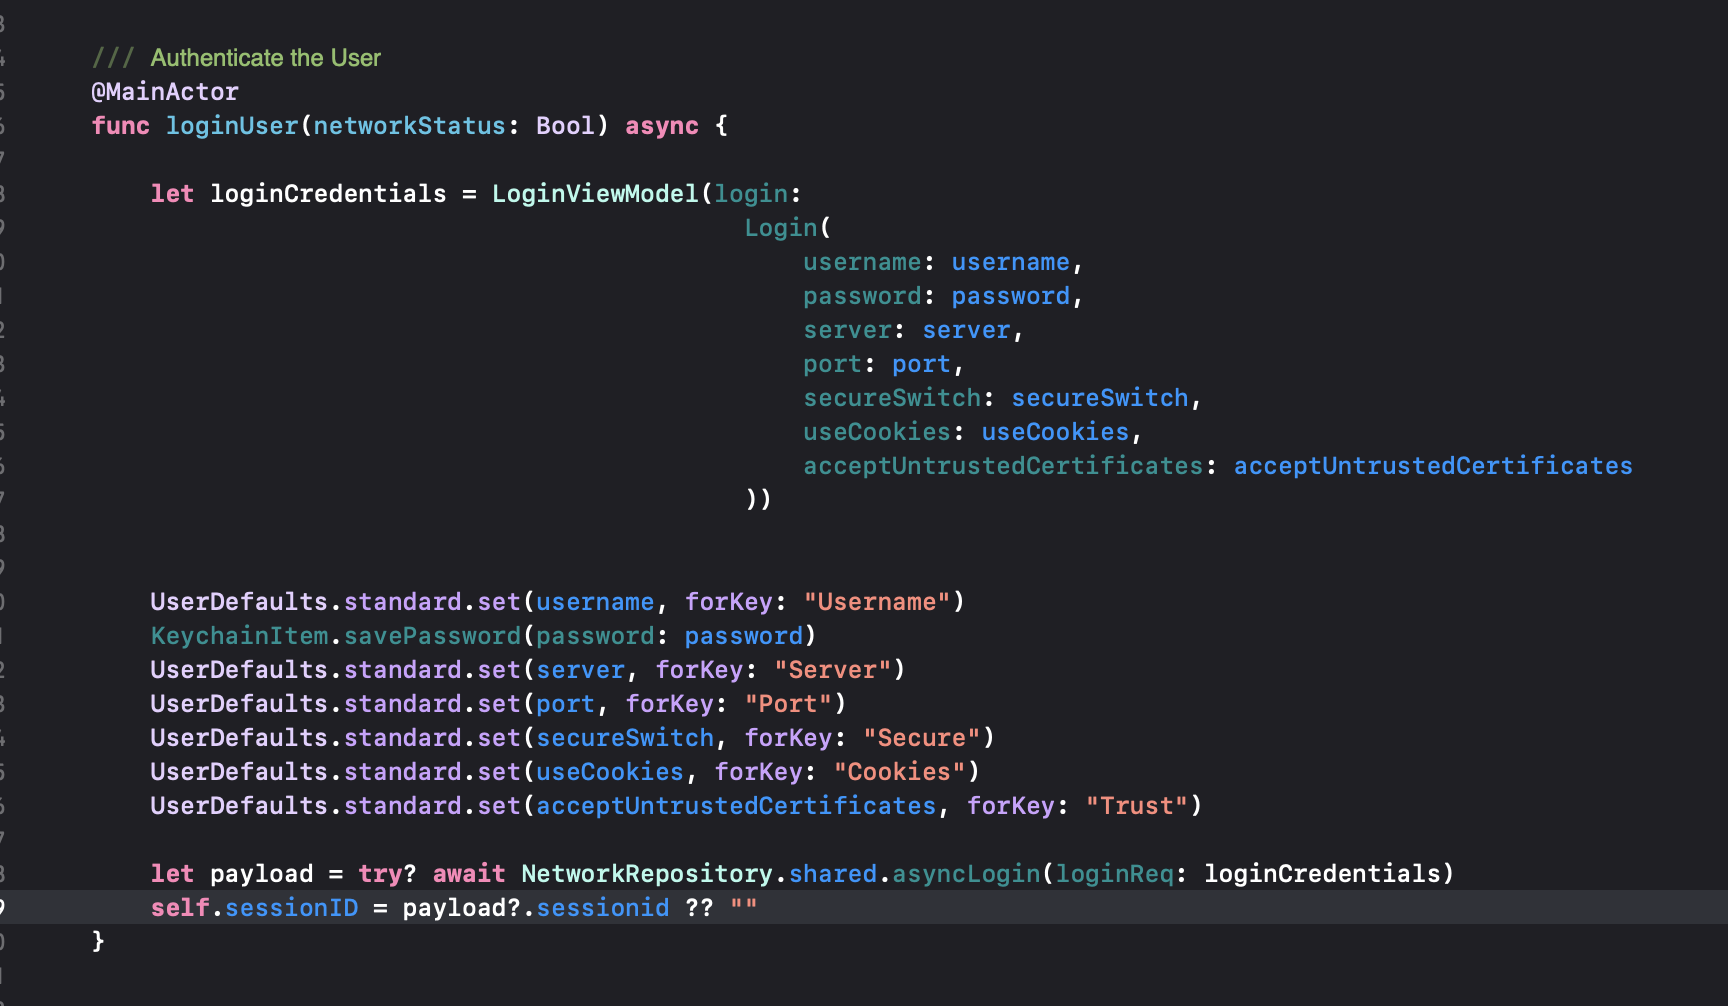 /// Authenticate the User
@MainActor
func loginUser(networkStatus: Bool) async {
let loginCredentials = LoginViewModel(login:
Login(
username: username,
password: password,
server: server,
port: port,
secureSwitch: secureSwitch,
useCookies: useCookies,
acceptUntrustedCertificates: acceptUntrustedCertificates
))
UserDefaults.standard.set(username, forKey: "Username")
KeychainItem.savePassword(password: password)
UserDefaults.standard.set(server, forKey: "Server")
UserDefaults.standard.set(port, forKey: "Port")
UserDefaults.standard.set(secureSwitch, forKey: "Secure")
UserDefaults.standard.set(useCookies, forKey: "Cookies")
UserDefaults.standard.set(acceptUntrustedCertificates, forKey: "Trust")
let payload = try? await NetworkRepository.shared.asyncLogin(loginReq: loginCredentials)
self.sessionID = payload?.sessionid ?? ""
}